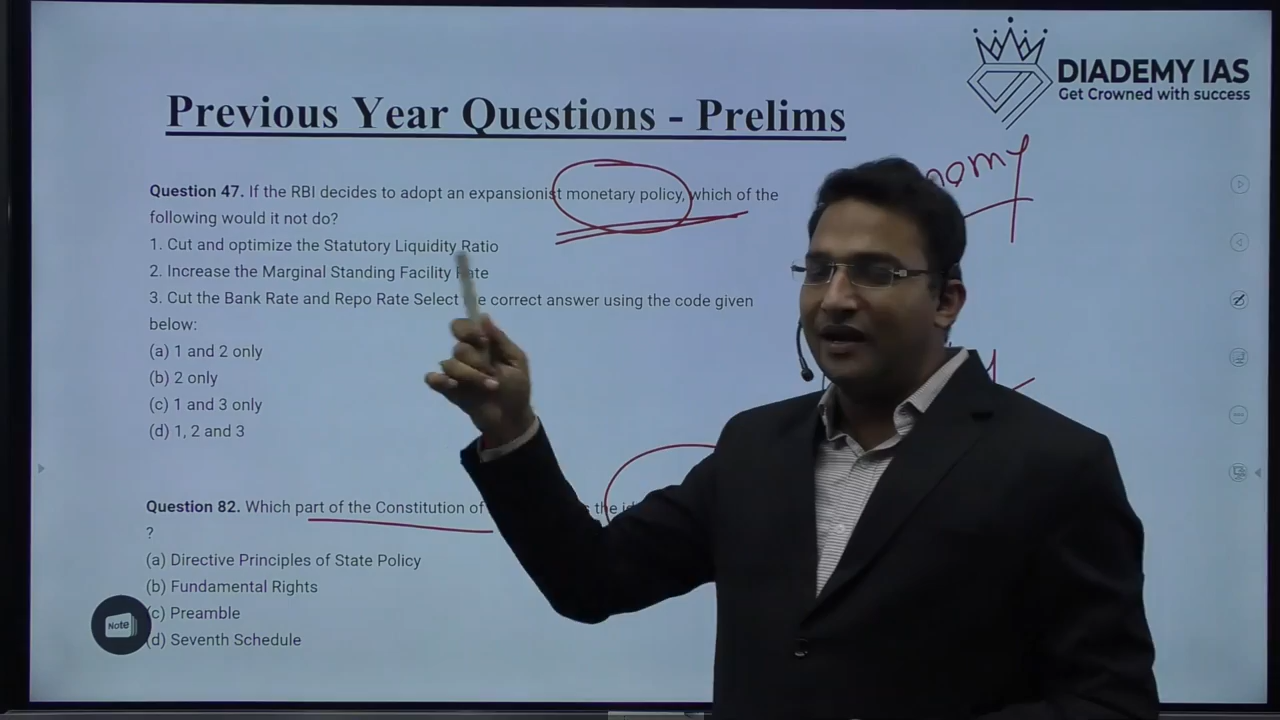 DIADEMY IAS
Get Crowned with success
Previous Year Questions - Prelims
nomy
Question 47. If the RBI decides to adopt an expansionist monetary policy, which of the
following would it not do?
1. Cut and optimize the Statutory Liquidity Ratio
2. Increase the Marginal Standing Facility Rate
3. Cut the Bank Rate and Repo Rate Select the correct answer using the code given
below:
(a) 1 and 2 only
(b) 2 only
(c) 1 and 3 only
(d) 1, 2 and 3
Question 82. Which part of the Constitution of the
?
(a) Directive Principles of State Policy
(b) Fundamental Rights
(c) Preamble
(d) Seventh Schedule
Note